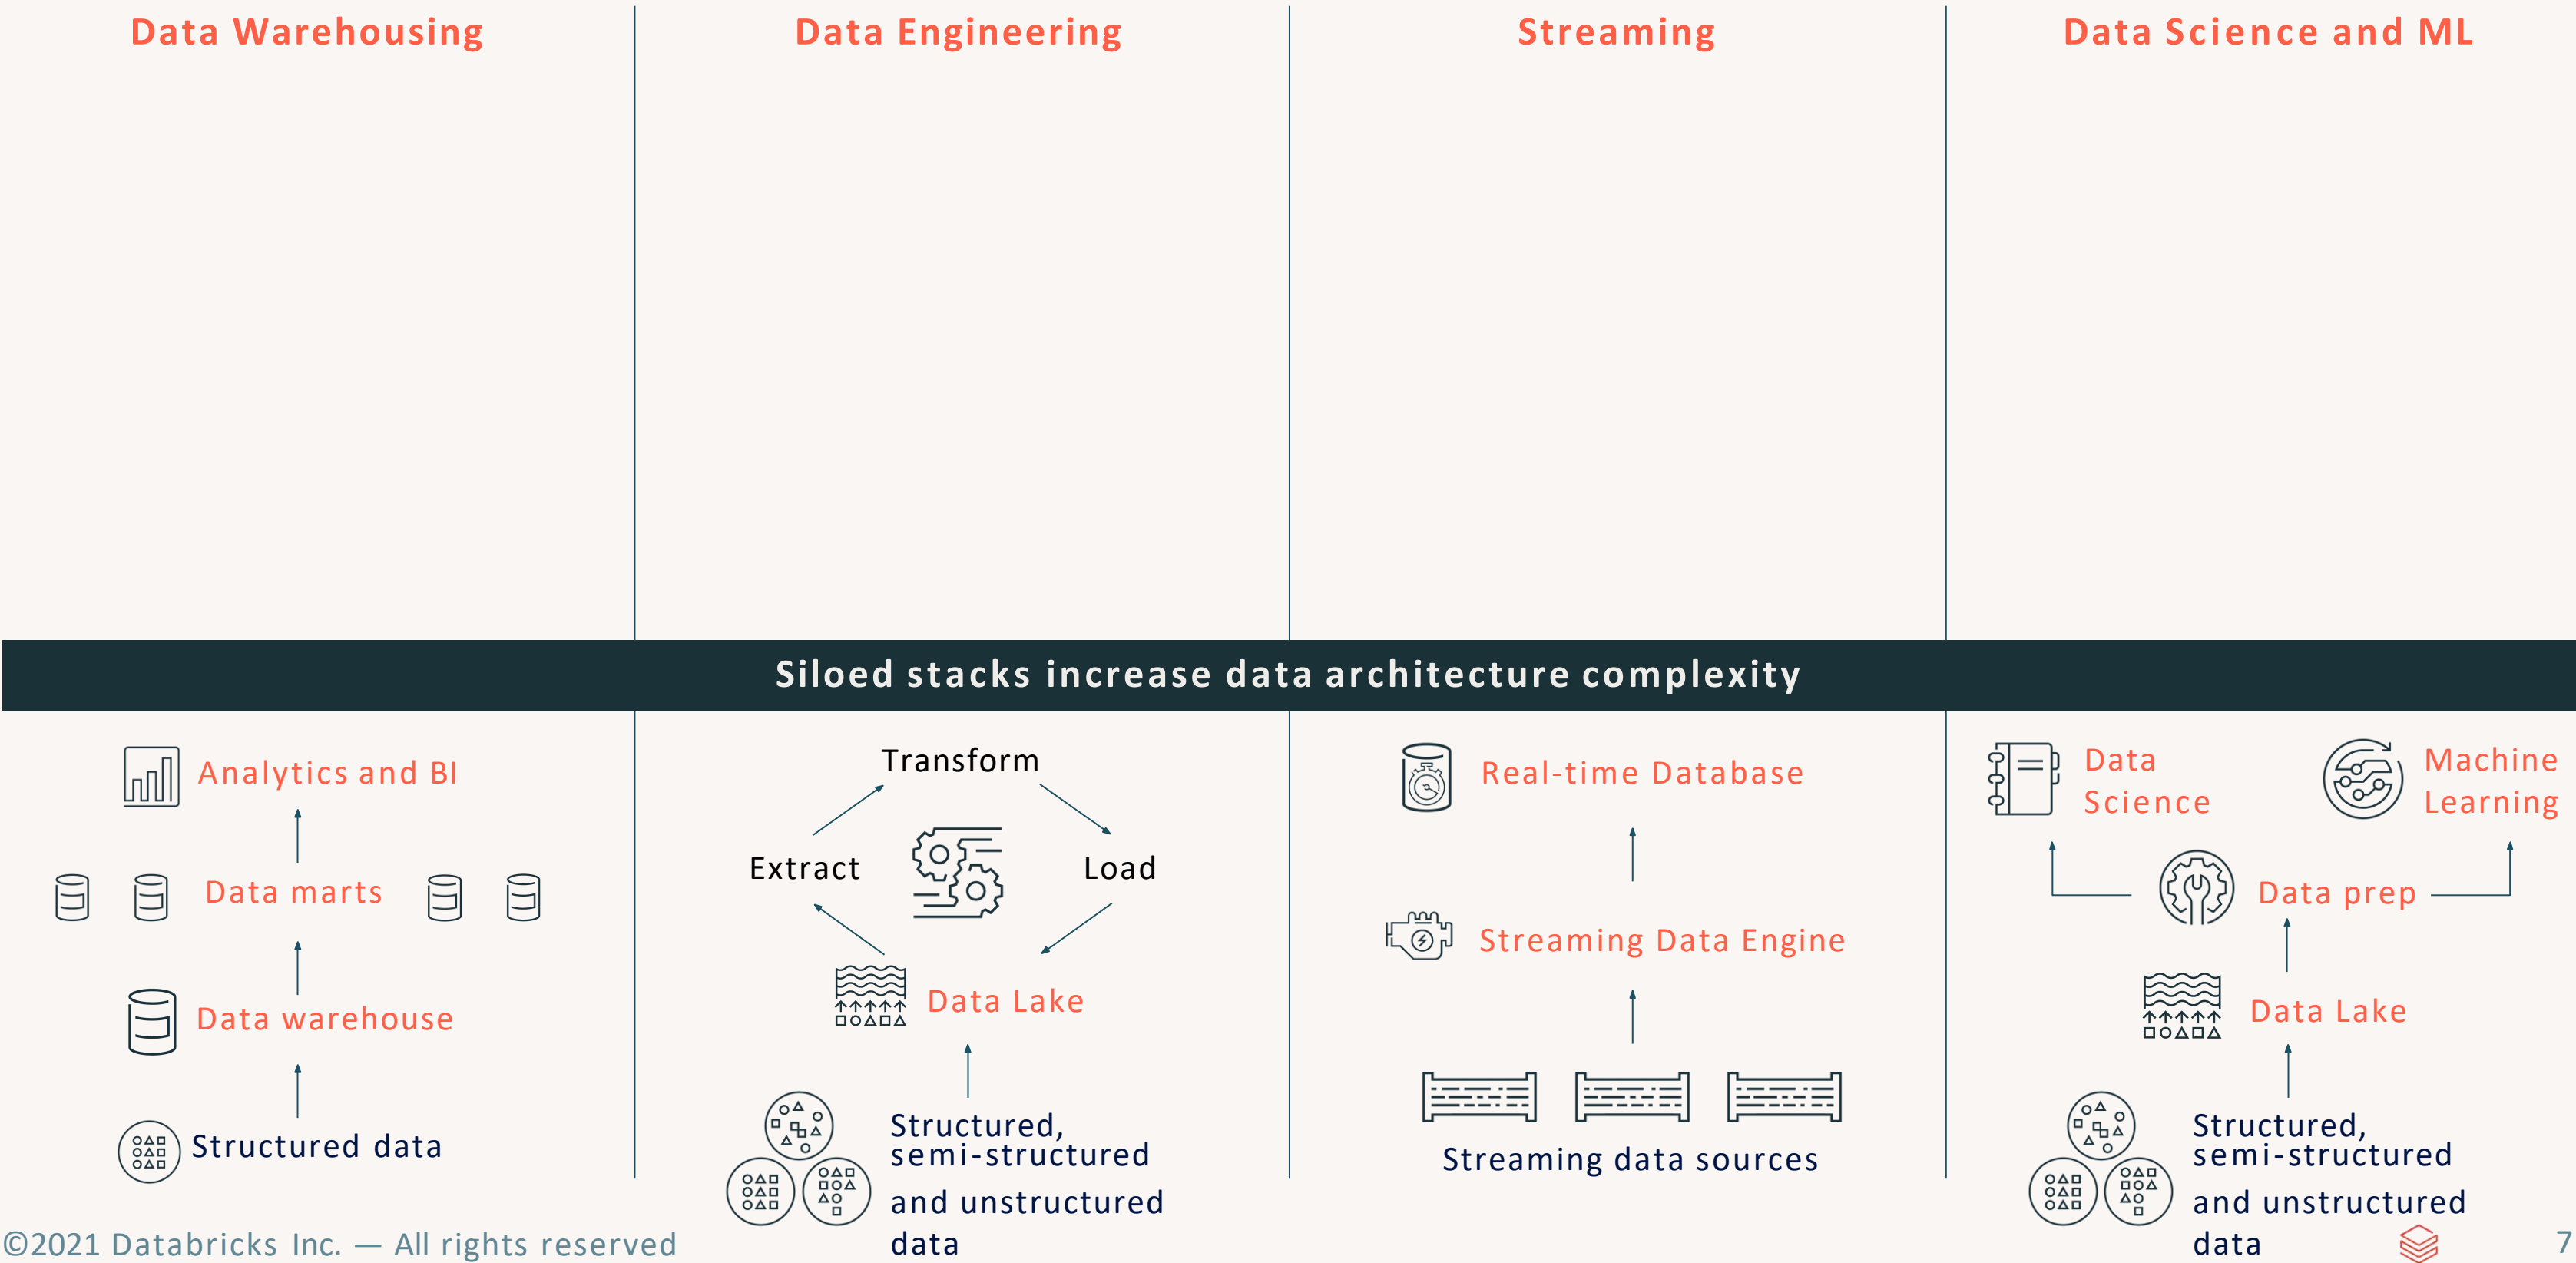 Data Warehousing
Data Engineering
Streaming
Data Science and ML
Siloed stacks increase data architecture complexity
Analytics and BI
Data marts
Data warehouse
Structured data
Transform
Extract
Load
Data Lake
Structured,
semi-structured
and unstructured
data
Real-time Database
Streaming Data Engine
Streaming data sources
Data
Science
Machine
Learning
Data prep
Data Lake
Structured,
semi-structured
and unstructured
data
©2021 Databricks Inc. — All rights reserved
7